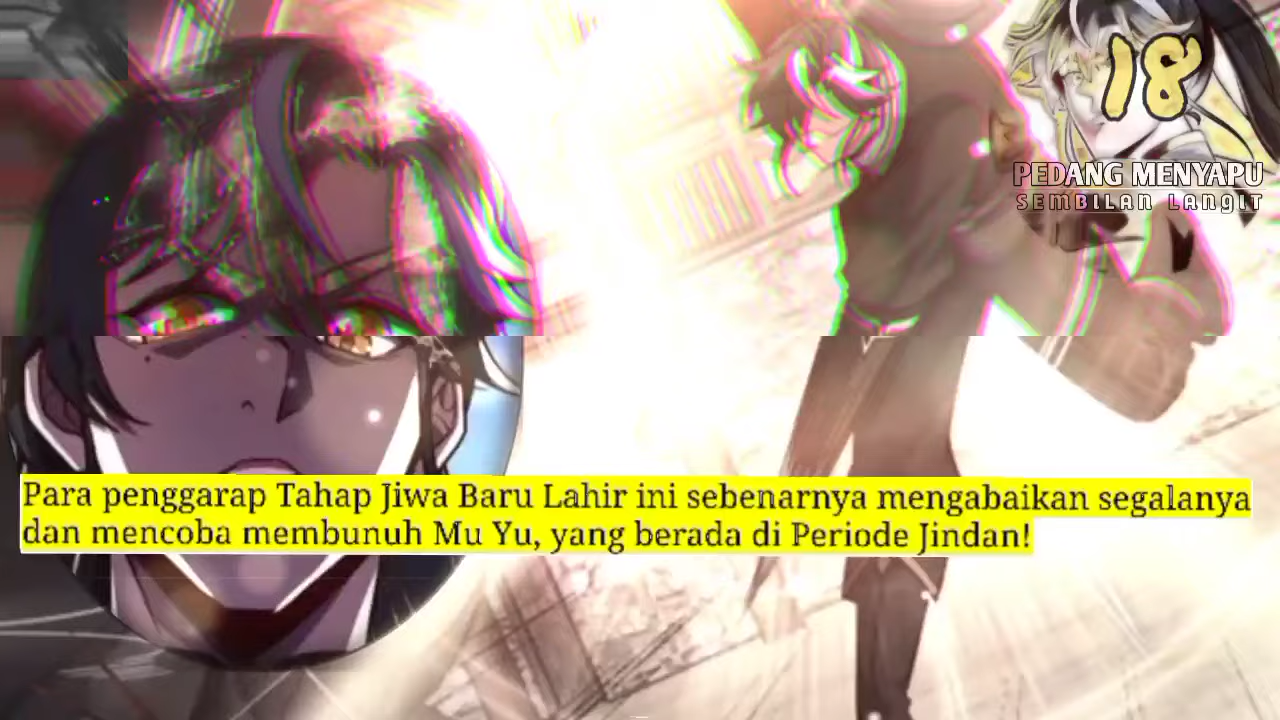 18
PEDANG MENYAPU
SEMBILAN LANGIT
Para penggarap Tahap Jiwa Baru Lahir ini sebenarnya mengabaikan segalanya
dan mencoba membunuh Mu Yu, yang berada di Periode Jindan!